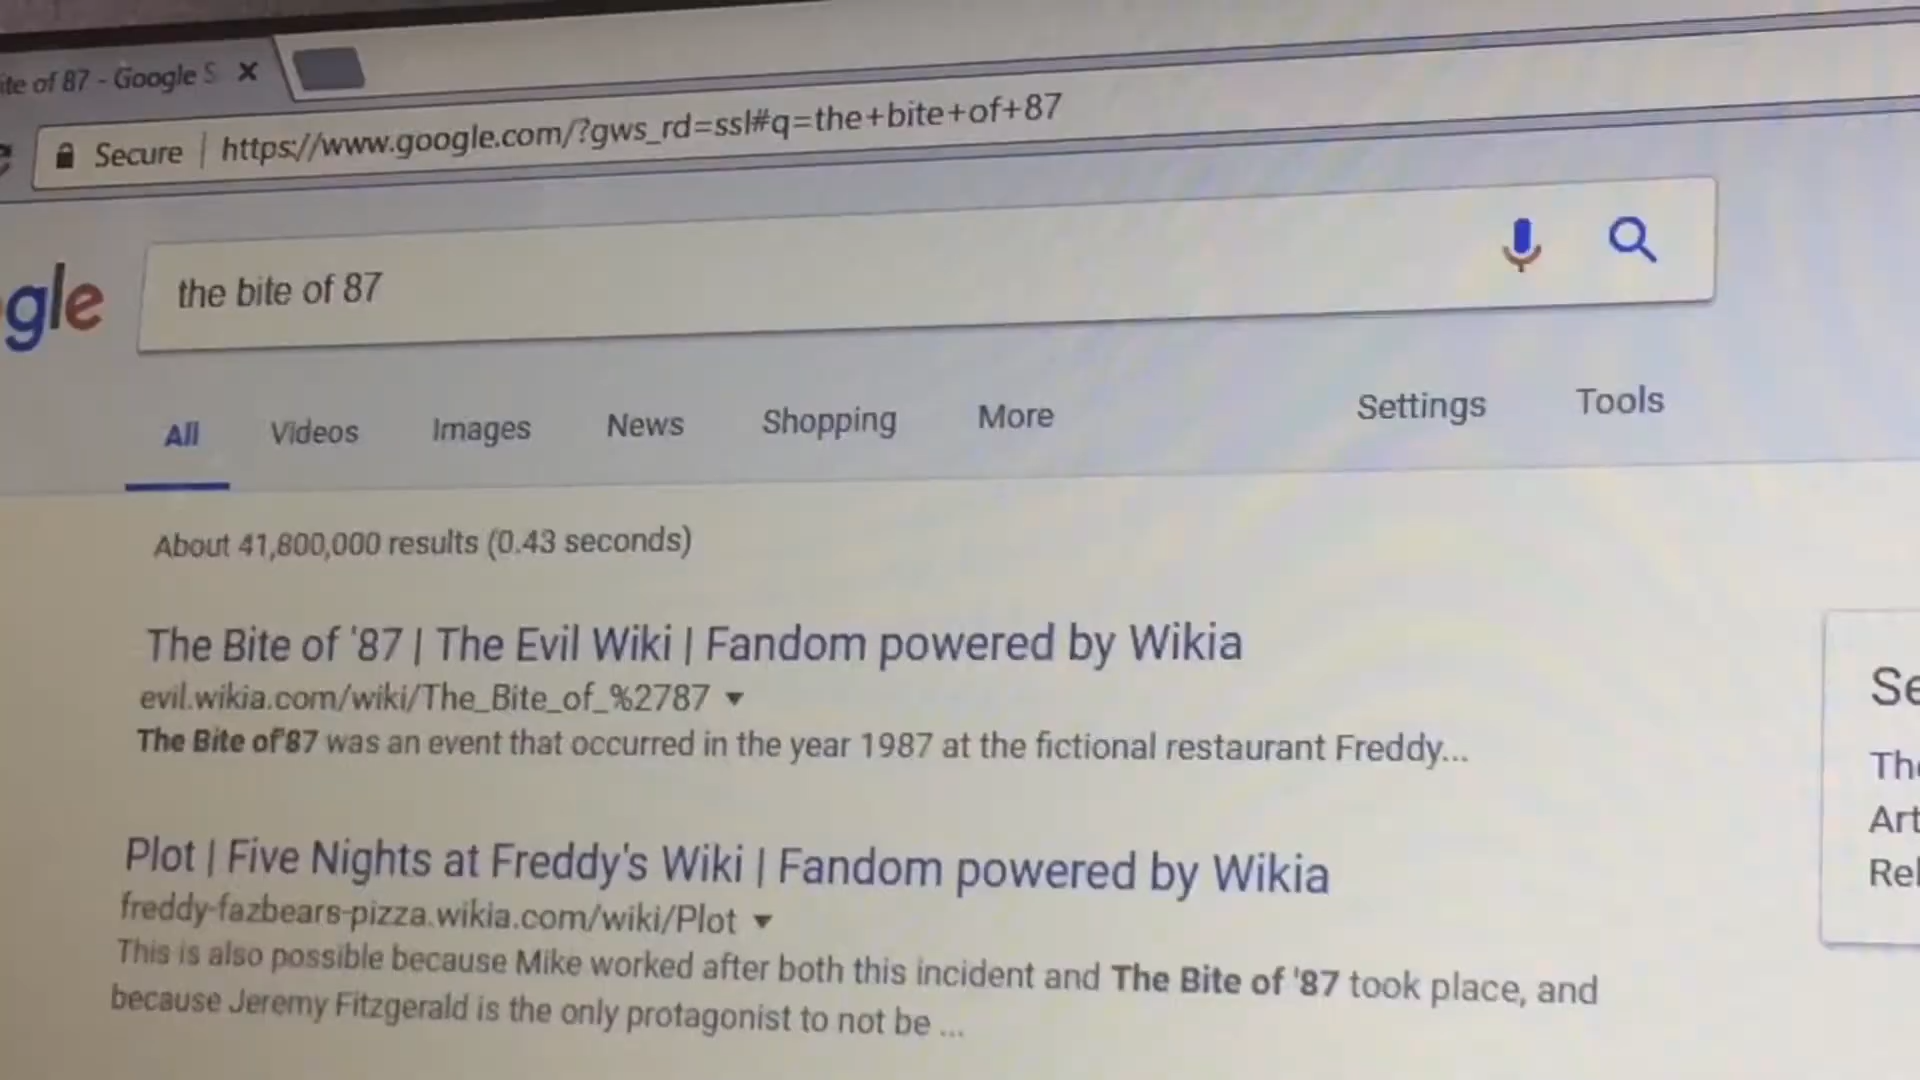 ite of 87 - Google S
Secure | https://www.google.com/?gws_rd=ssl#q=the+bite+of+87
gle the bite of 87
All Videos Images News Shopping More Settings Tools
About 41,800,000 results (0.43 seconds)
The Bite of '87 | The Evil Wiki | Fandom powered by Wikia
evil.wikia.com/wiki/The_Bite_of_%2787
The Bite of'87 was an event that occurred in the year 1987 at the fictional restaurant Freddy...
Plot | Five Nights at Freddy's Wiki | Fandom powered by Wikia
freddy-fazbears-pizza.wikia.com/wiki/Plot
This is also possible because Mike worked after both this incident and The Bite of '87 took place, and
because Jeremy Fitzgerald is the only protagonist to not be ...
Se
The
Art
Rel